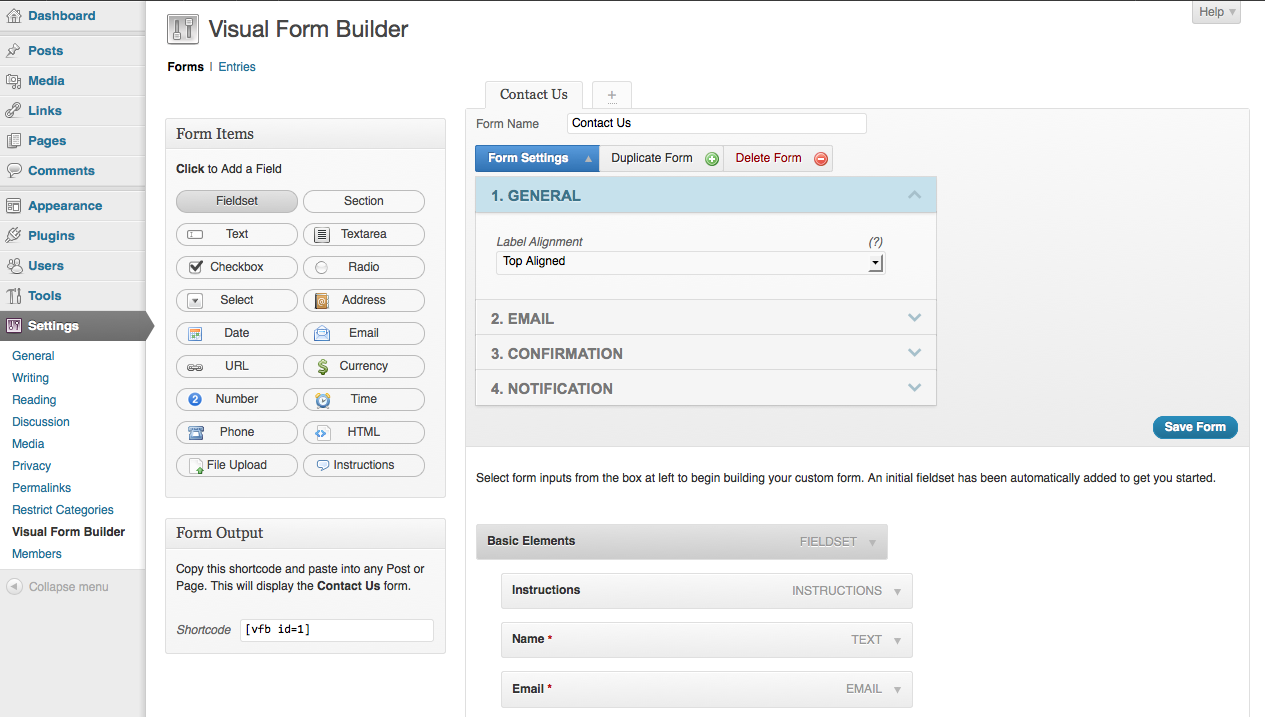 Help
Dashboard
Posts
Media
Links
Pages
Comments
Appearance
Plugins
Users
Tools
Settings
General
Writing
Reading
Discussion
Media
Privacy
Permalinks
Restrict Categories
Visual Form Builder
Members
Collapse menu
Visual Form Builder
Forms | Entries
Form Items
Click to Add a Field
Fieldset Section
Text Textarea
Checkbox Radio
Select Address
Date Email
URL Currency
2 Number Time
Phone HTML
File Upload Instructions
Form Output
Copy this shortcode and paste into any Post or
Page. This will display the Contact Us form.
Shortcode [vfb id=1]
Contact Us +
Form Name Contact Us
Form Settings Duplicate Form Delete Form
1. GENERAL
Label Alignment (?)
Top Aligned
2. EMAIL
3. CONFIRMATION
4. NOTIFICATION
Save Form
Select form inputs from the box at left to begin building your custom form. An initial fieldset has been automatically added to get you started.
Basic Elements FIELDSET
Instructions INSTRUCTIONS
Name * TEXT
Email * EMAIL